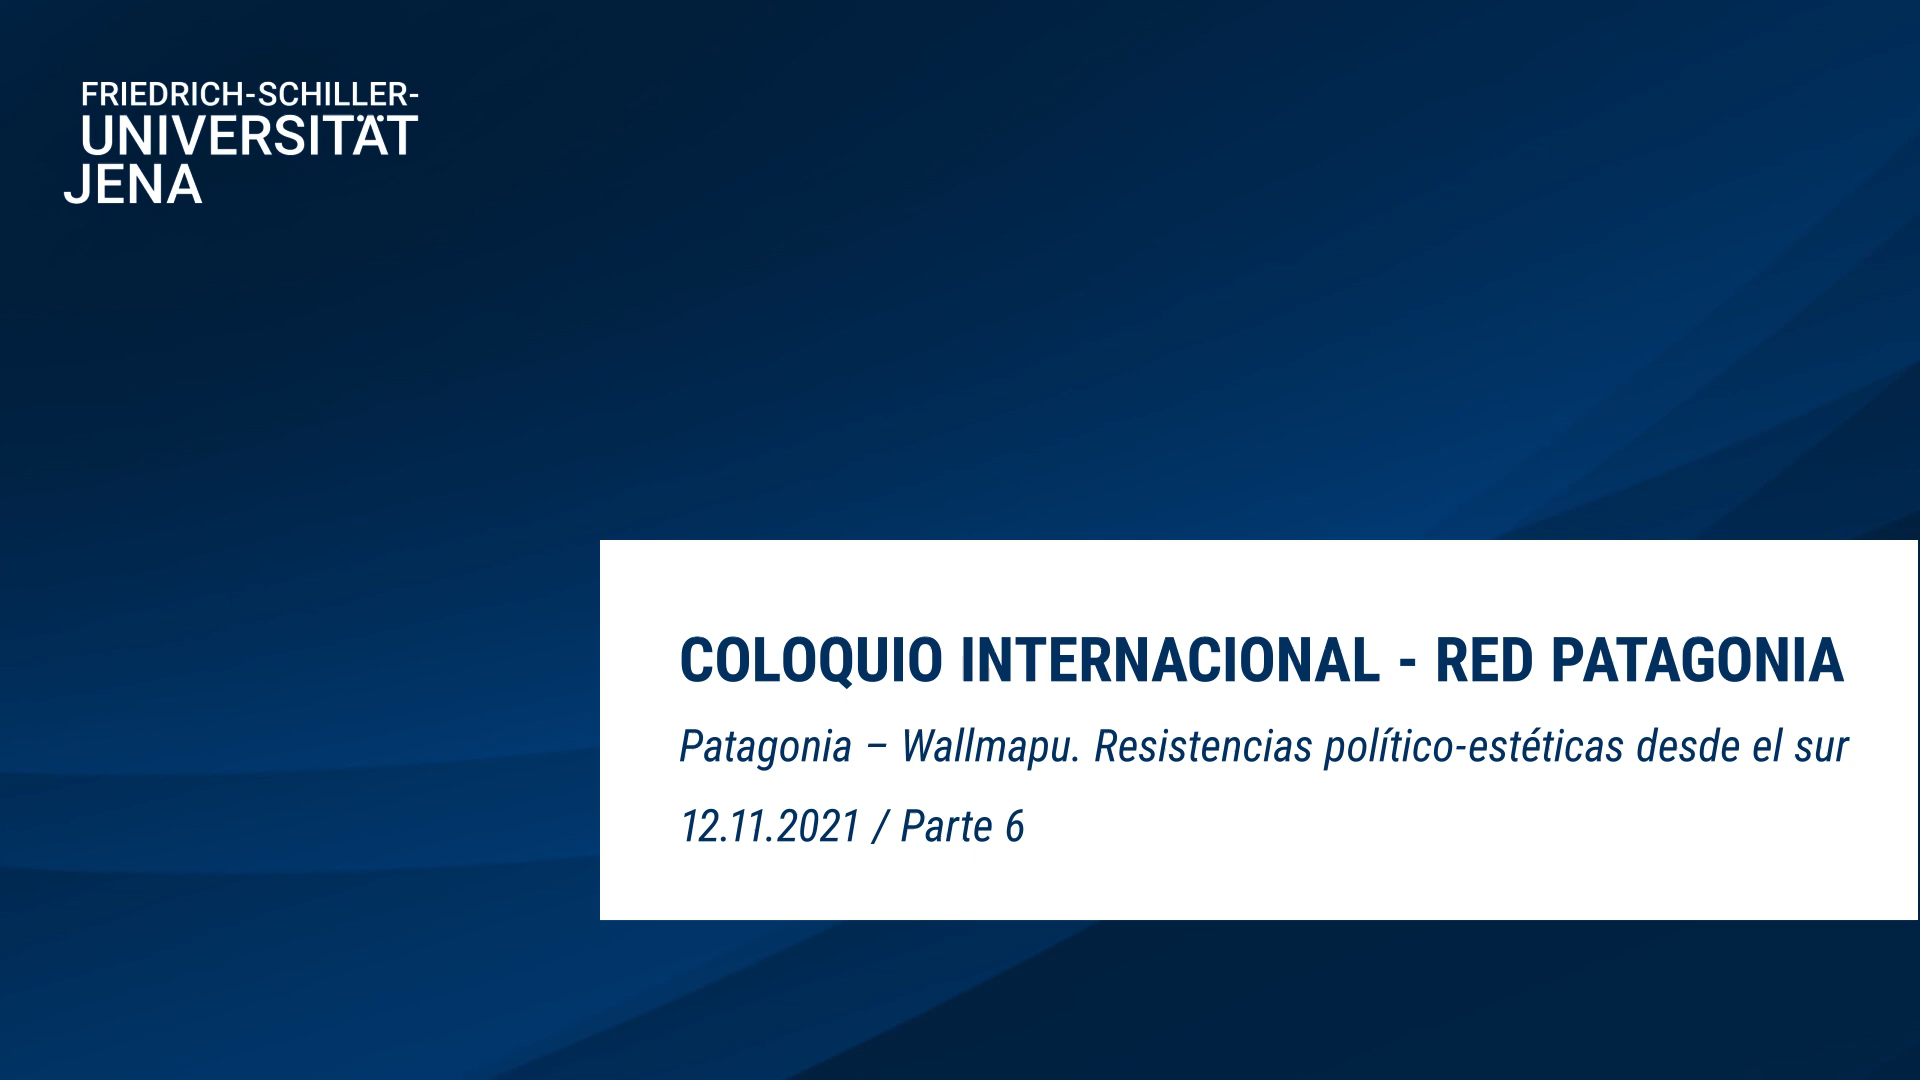 FRIEDRICH-SCHILLER-
UNIVERSITÄT
JENA
COLOQUIO INTERNACIONAL - RED PATAGONIA
Patagonia – Wallmapu. Resistencias político-estéticas desde el sur
12.11.2021 / Parte 6